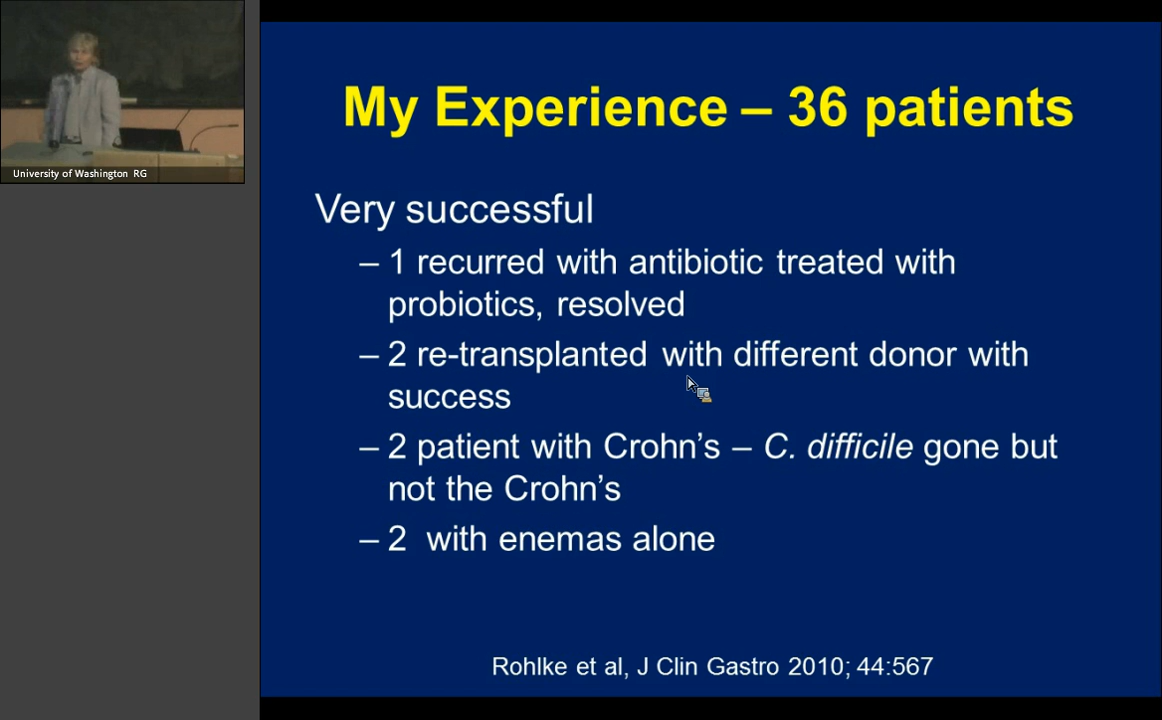 University of Washington RG
My Experience – 36 patients
Very successful
– 1 recurred with antibiotic treated with
probiotics, resolved
– 2 re-transplanted with different donor with
success
– 2 patient with Crohn's – C. difficile gone but
not the Crohn's
– 2  with enemas alone
Rohlke et al, J Clin Gastro 2010; 44:567